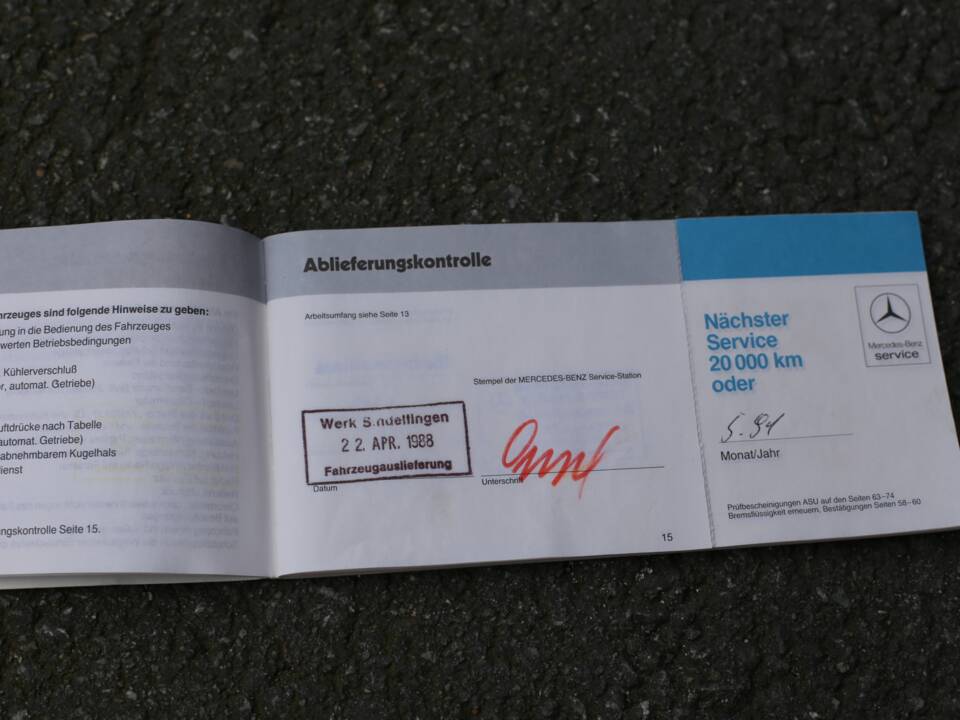 hrzeuges sind folgende Hinweise zu geben:
ung in die Bedienung des Fahrzeuges
werten Betriebsbedingungen
Kühlerverschluß
r, automat. Getriebe)
uftdrücke nach Tabelle
automat. Getriebe)
abnehmbarem Kugelhals
ienst
ngskontrolle Seite 15.
Ablieferungskontrolle
Arbeitsumfang siehe Seite 13
Stempel der MERCEDES-BENZ Service-Station
Werk S.ndelfingen
22. APR. 1988
Fahrzeugauslieferung
Datum
Unterschrift
15
Nächster
Service
20 000 km
oder
Mercedes-Benz
service
5.91
Monat/Jahr
Prüfbescheinigungen ASU auf den Seiten 63–74
Bremsflüssigkeit erneuern, Bestätigungen Seiten 58–60